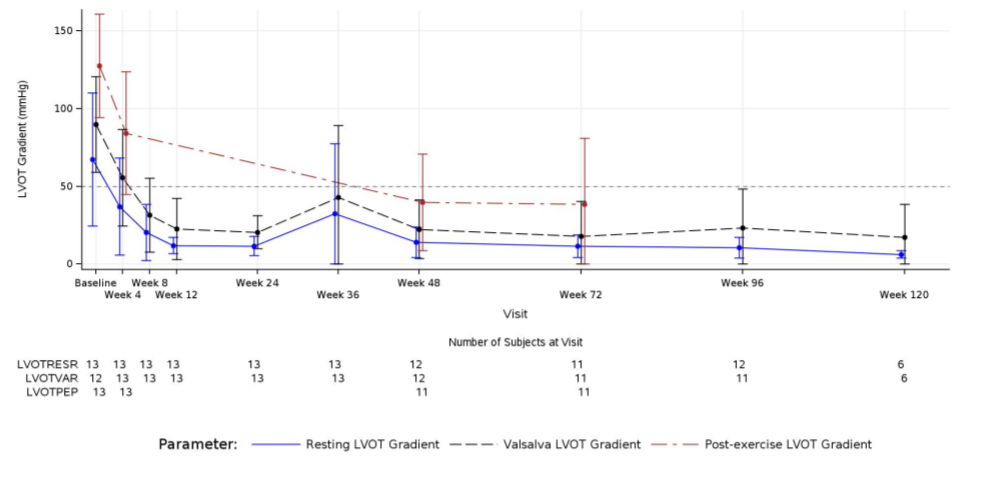 LVOT Gradient (mmHg)
150
100
50
0
Baseline Week 8 Week 24 Week 48 Week 96
Week 4 Week 12 Week 36 Week 72 Week 120
Visit
Number of Subjects at Visit
LVOTRESR 13 13 13 13 13 13 12 11 12 6
LVOTVAR 12 13 13 13 13 13 12 11 11 6
LVOTPEP 13 13 11 11
Parameter: Resting LVOT Gradient Valsalva LVOT Gradient Post-exercise LVOT Gradient